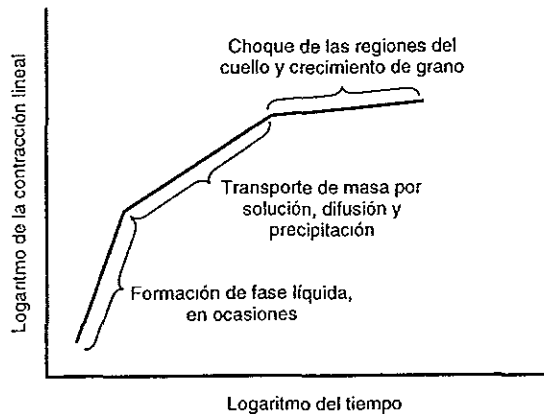 Choque de las regiones del
cuello y crecimiento de grano
Logaritmo de la contracción lineal
Transporte de masa por
solución, difusión y
precipitación
Formación de fase líquida,
en ocasiones
Logaritmo del tiempo